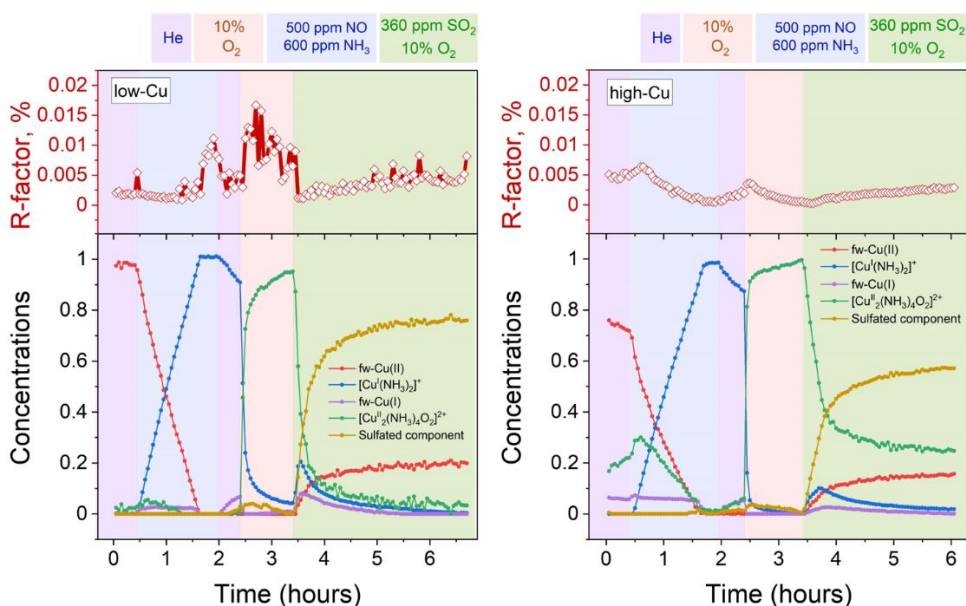 He
10%
O₂
500 ppm NO
600 ppm NH₃
360 ppm SO₂
10% O₂
He
10%
O₂
500 ppm NO
600 ppm NH₃
360 ppm SO₂
10% O₂
R-factor, %
0.02
0.015
0.01
0.005
0
low-Cu
R-factor, %
0.02
0.015
0.01
0.005
0
high-Cu
Concentrations
1
0.8
0.6
0.4
0.2
0
fw-Cu(II)
[Cuᴵ(NH₃)₂]⁺
fw-Cu(I)
[Cuᴵᴵ₂(NH₃)₄O₂]²⁺
Sulfated component
0 1 2 3 4 5 6
Time (hours)
Concentrations
1
0.8
0.6
0.4
0.2
0
fw-Cu(II)
[Cuᴵ(NH₃)₂]⁺
fw-Cu(I)
[Cuᴵᴵ₂(NH₃)₄O₂]²⁺
Sulfated component
0 1 2 3 4 5 6
Time (hours)